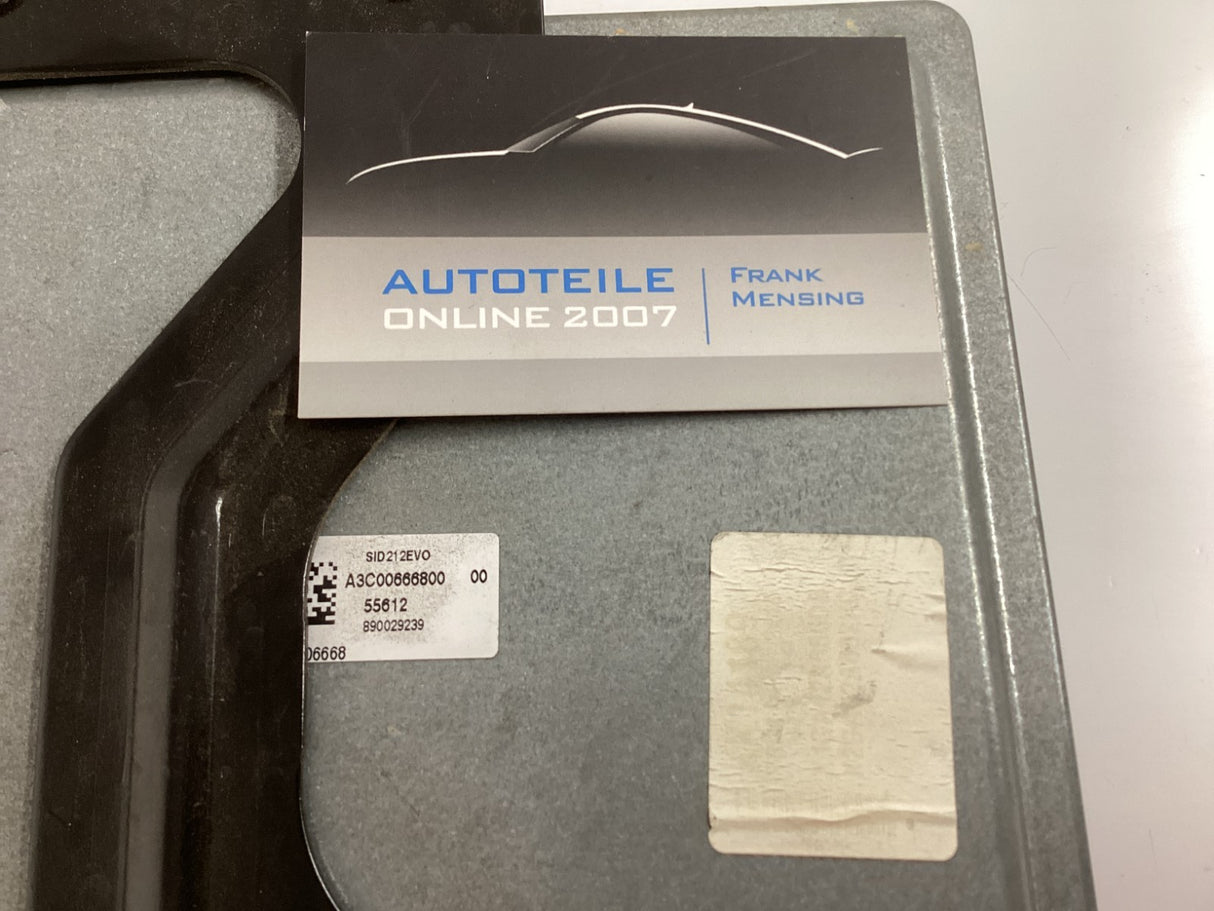 AUTOTEILE
ONLINE 2007
FRANK
MENSING
SID212EVO
A3C00666800 00
55612
890029239
06668